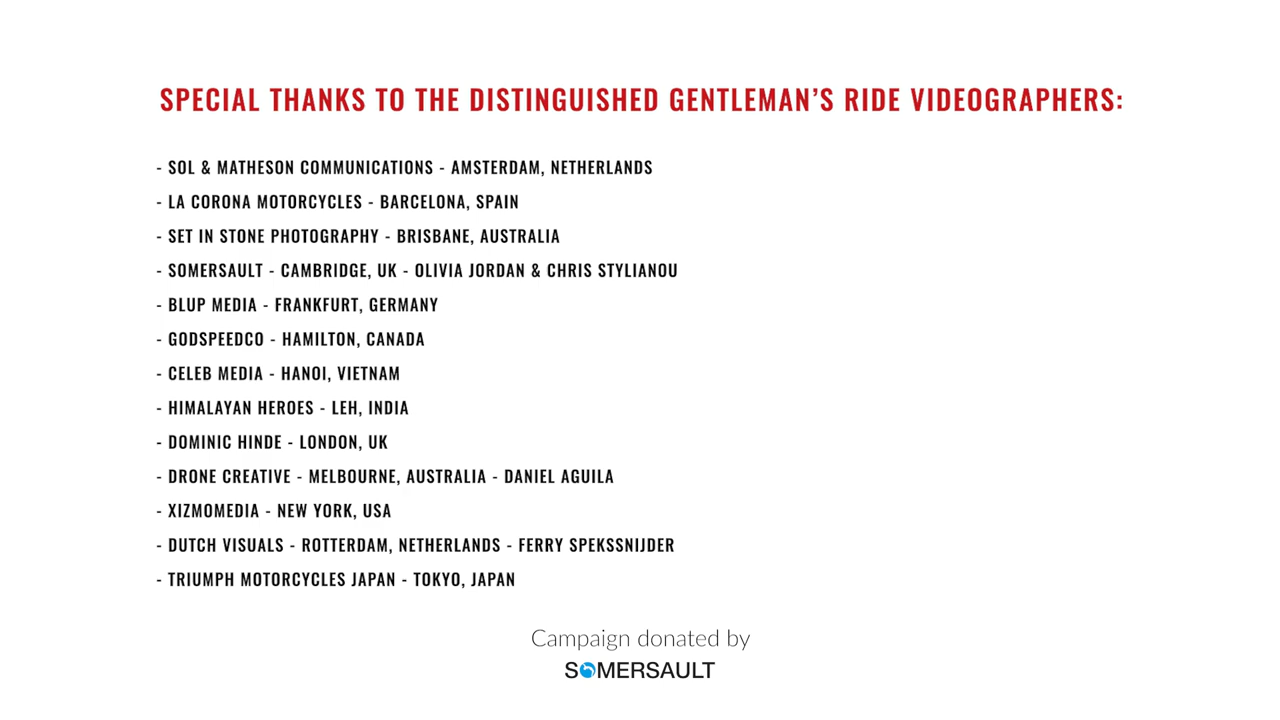 SPECIAL THANKS TO THE DISTINGUISHED GENTLEMAN'S RIDE VIDEOGRAPHERS:
- SOL & MATHESON COMMUNICATIONS - AMSTERDAM, NETHERLANDS
- LA CORONA MOTORCYCLES - BARCELONA, SPAIN
- SET IN STONE PHOTOGRAPHY - BRISBANE, AUSTRALIA
- SOMERSAULT - CAMBRIDGE, UK - OLIVIA JORDAN & CHRIS STYLIANOU
- BLUP MEDIA - FRANKFURT, GERMANY
- GODSPEEDCO - HAMILTON, CANADA
- CELEB MEDIA - HANOI, VIETNAM
- HIMALAYAN HEROES - LEH, INDIA
- DOMINIC HINDE - LONDON, UK
- DRONE CREATIVE - MELBOURNE, AUSTRALIA - DANIEL AGUILA
- XIZMOMEDIA - NEW YORK, USA
- DUTCH VISUALS - ROTTERDAM, NETHERLANDS - FERRY SPEKSSNIJDER
- TRIUMPH MOTORCYCLES JAPAN - TOKYO, JAPAN
Campaign donated by
SOMERSAULT